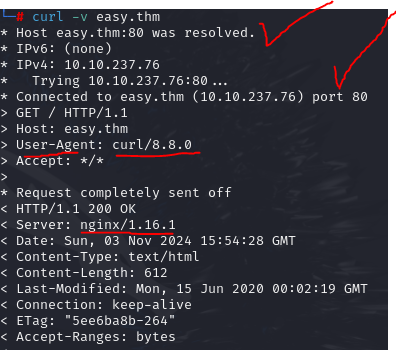 # curl -v easy.thm
* Host easy.thm:80 was resolved.
* IPv6: (none)
* IPv4: 10.10.237.76
*   Trying 10.10.237.76:80...
* Connected to easy.thm (10.10.237.76) port 80
> GET / HTTP/1.1
> Host: easy.thm
> User-Agent: curl/8.8.0
> Accept: */*
>
* Request completely sent off
< HTTP/1.1 200 OK
< Server: nginx/1.16.1
< Date: Sun, 03 Nov 2024 15:54:28 GMT
< Content-Type: text/html
< Content-Length: 612
< Last-Modified: Mon, 15 Jun 2020 00:02:19 GMT
< Connection: keep-alive
< ETag: "5ee6ba8b-264"
< Accept-Ranges: bytes